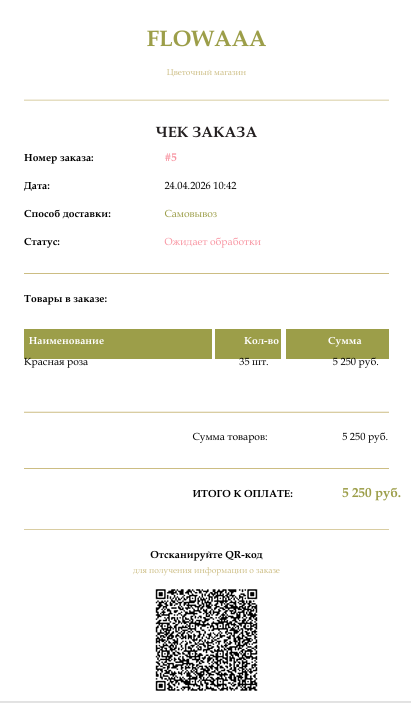 FLOWAAA
Цветочный магазин
ЧЕК ЗАКАЗА
Номер заказа: #5
Дата: 24.04.2026 10:42
Способ доставки: Самовывоз
Статус: Ожидает обработки
Товары в заказе:
Наименование Кол-во Сумма
Красная роза 35 шт. 5 250 руб.
Сумма товаров: 5 250 руб.
ИТОГО К ОПЛАТЕ: 5 250 руб.
Отсканируйте QR-код
для получения информации о заказе